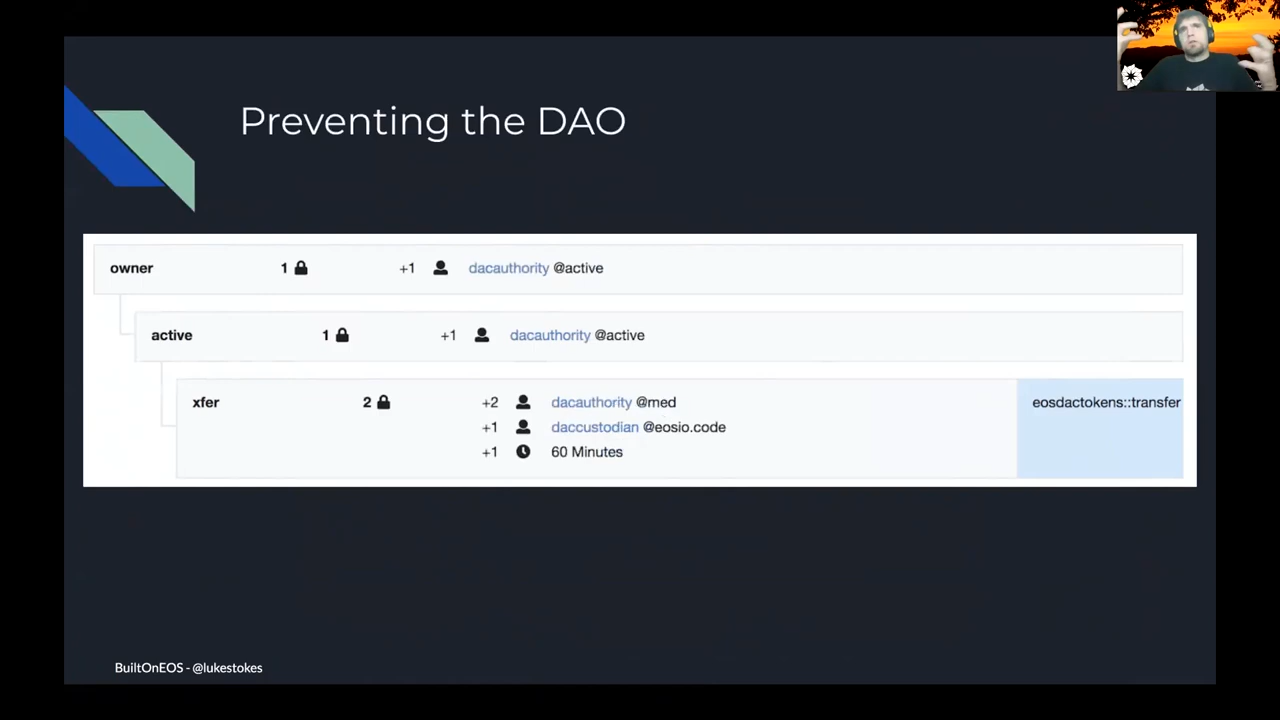 Preventing the DAO
owner 1 +1 dacauthority @active
active 1 +1 dacauthority @active
xfer 2 +2 dacauthority @med eosdactokens::transfer
+1 daccustodian @eosio.code
+1 60 Minutes
BuiltOnEOS - @lukestokes